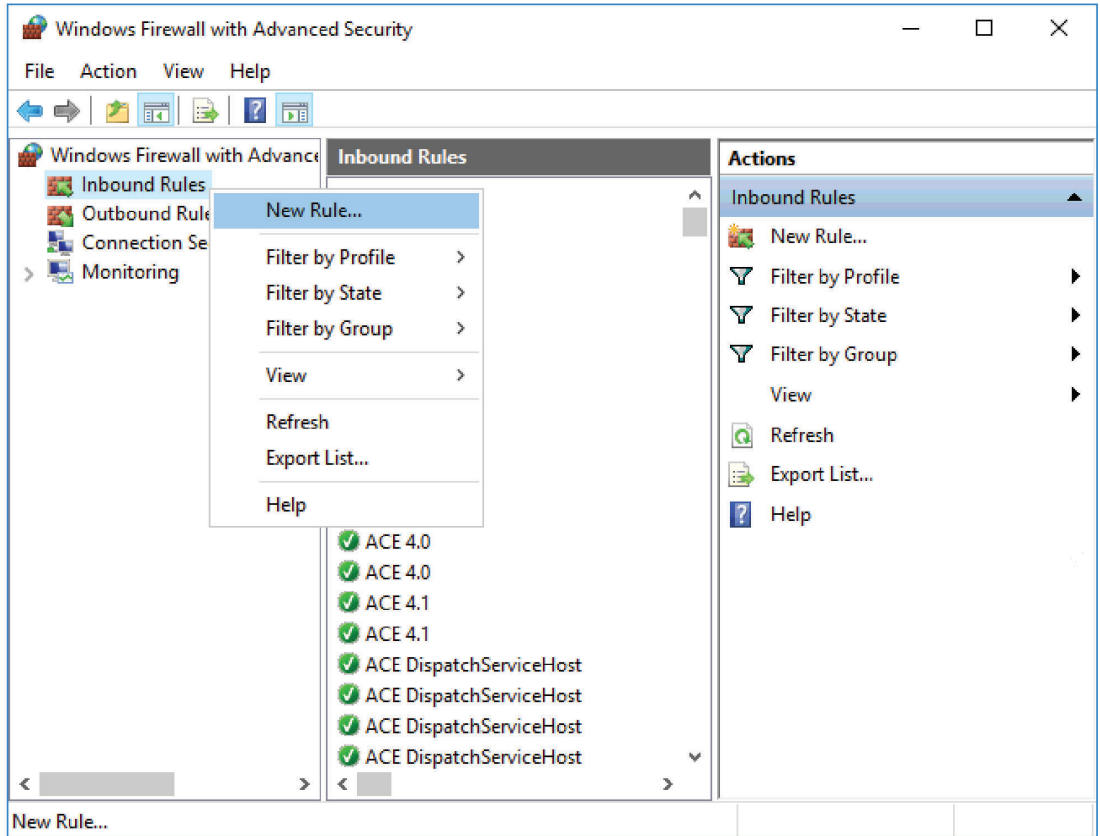 Windows Firewall with Advanced Security
File Action View Help
Windows Firewall with Advance
Inbound Rules
Outbound Rule
Connection Se
Monitoring
New Rule...
Filter by Profile
Filter by State
Filter by Group
View
Refresh
Export List...
Help
Inbound Rules
ACE 4.0
ACE 4.0
ACE 4.1
ACE 4.1
ACE DispatchServiceHost
ACE DispatchServiceHost
ACE DispatchServiceHost
ACE DispatchServiceHost
Actions
Inbound Rules
New Rule...
Filter by Profile
Filter by State
Filter by Group
View
Refresh
Export List...
Help
New Rule...